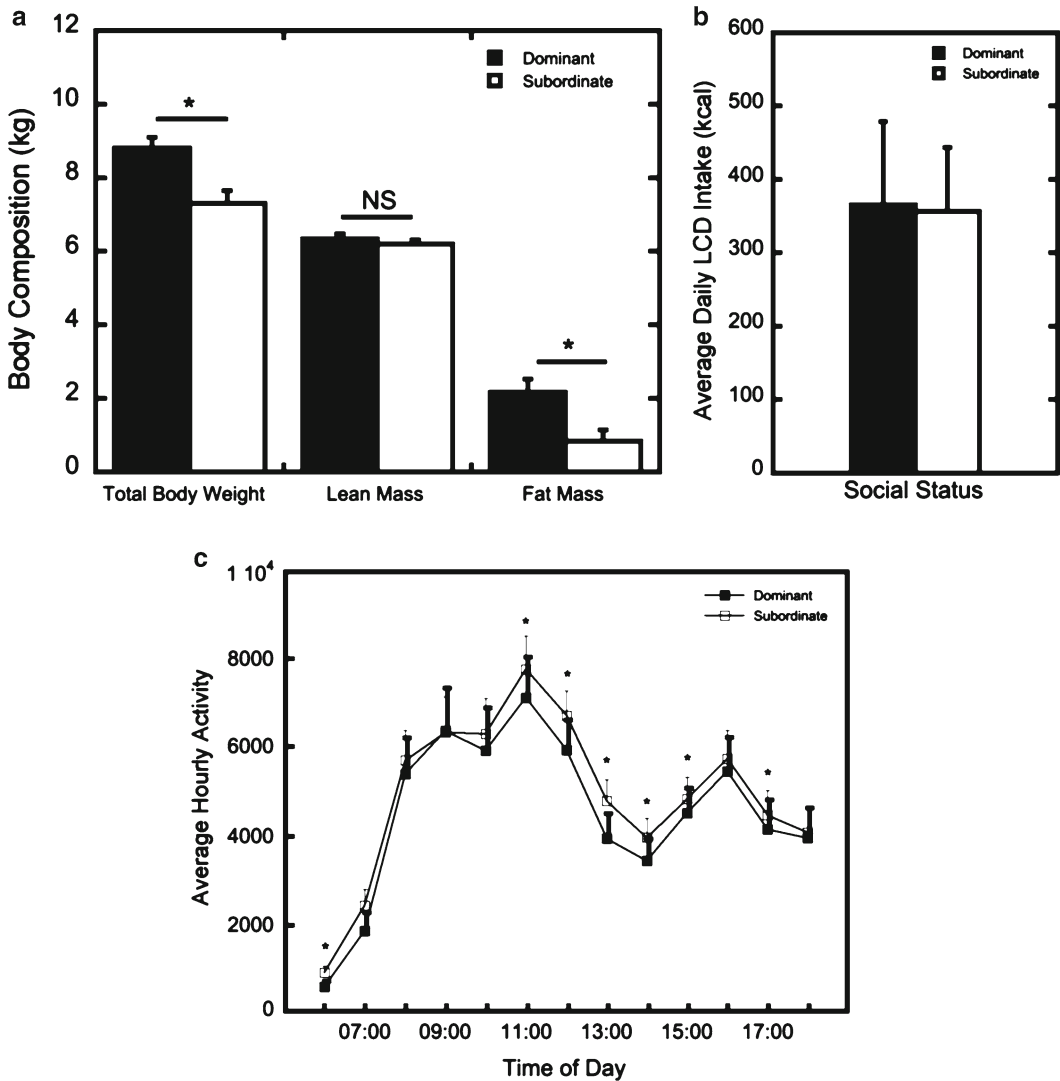 a
Body Composition (kg)
12
10
8
6
4
2
0
Dominant
Subordinate
*
NS
*
Total Body Weight
Lean Mass
Fat Mass
b
Average Daily LCD Intake (kcal)
600
500
400
300
200
100
0
Dominant
Subordinate
Social Status
c
Average Hourly Activity
1 10⁴
8000
6000
4000
2000
0
Dominant
Subordinate
*
*
*
*
*
*
*
07:00
09:00
11:00
13:00
15:00
17:00
Time of Day